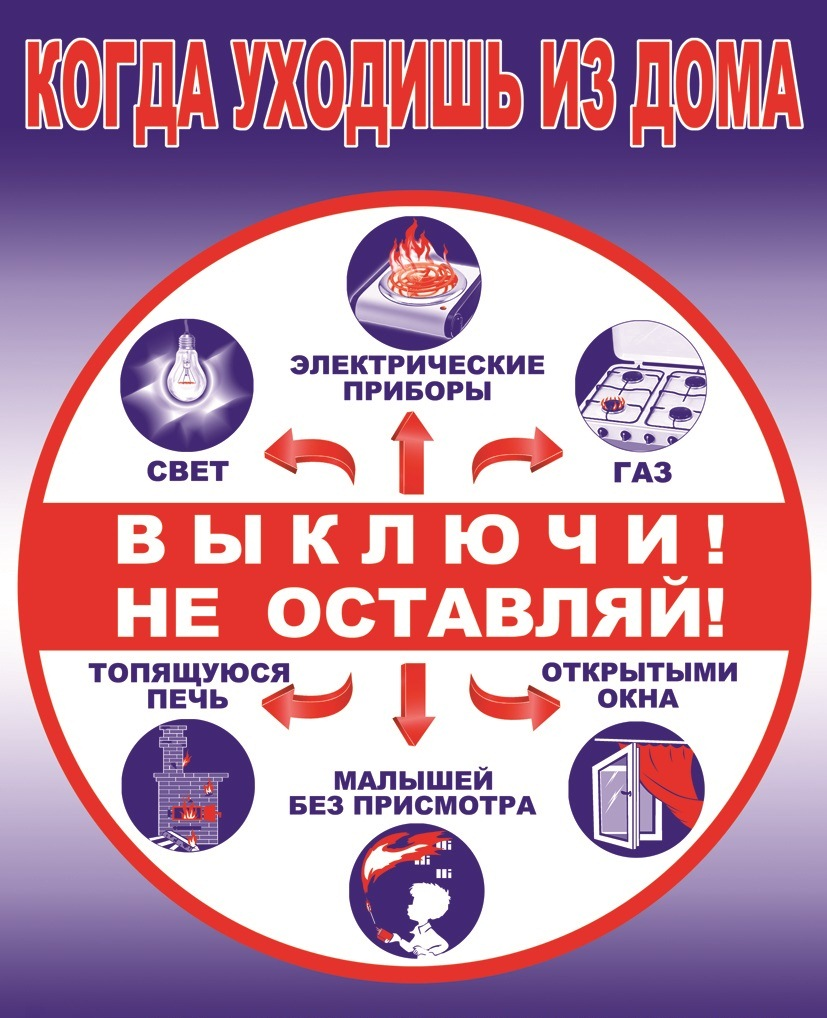 КОГДА УХОДИШЬ ИЗ ДОМА
ЭЛЕКТРИЧЕСКИЕ
ПРИБОРЫ
СВЕТ
ГАЗ
ВЫКЛЮЧИ!
НЕ ОСТАВЛЯЙ!
ТОПЯЩУЮСЯ
ПЕЧЬ
ОТКРЫТЫМИ
ОКНА
МАЛЫШЕЙ
БЕЗ ПРИСМОТРА